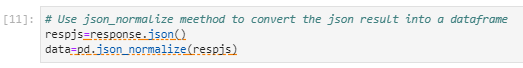 [11]: # Use json_normalize meethod to convert the json result into a dataframe
respjs=response.json()
data=pd.json_normalize(respjs)